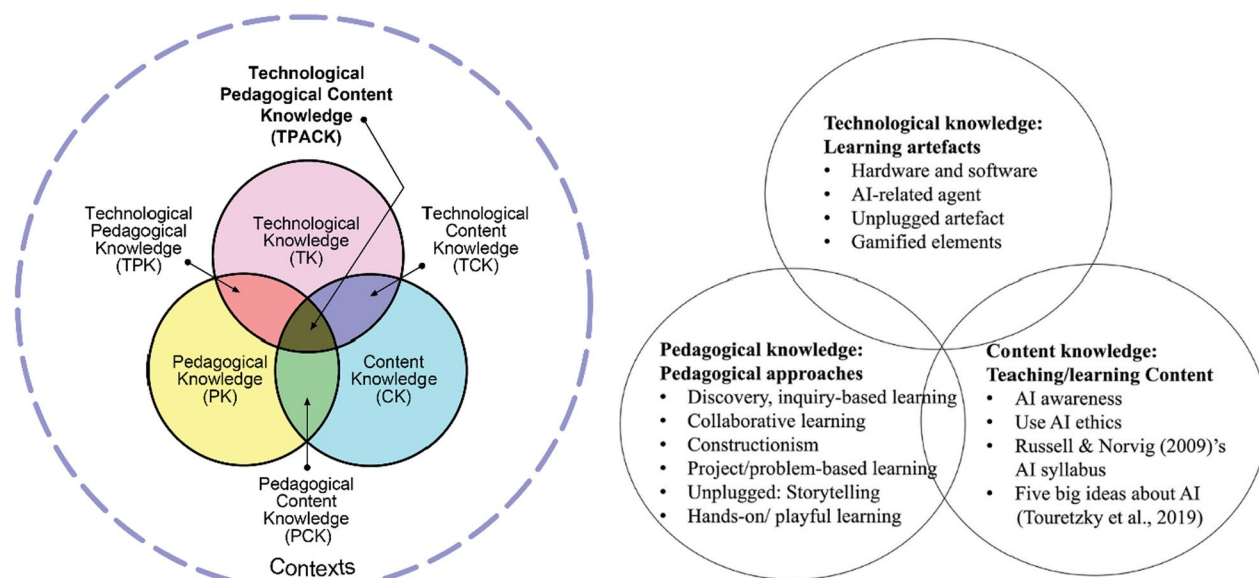 Technological
Pedagogical Content
Knowledge
(TPACK)
Technological
Pedagogical
Knowledge
(TPK)
Technological
Knowledge
(TK)
Technological
Content
Knowledge
(TCK)
Pedagogical
Knowledge
(PK)
Content
Knowledge
(CK)
Pedagogical
Content
Knowledge
(PCK)
Contexts
Technological knowledge:
Learning artefacts
• Hardware and software
• AI-related agent
• Unplugged artefact
• Gamified elements
Pedagogical knowledge:
Pedagogical approaches
• Discovery, inquiry-based learning
• Collaborative learning
• Constructionism
• Project/problem-based learning
• Unplugged: Storytelling
• Hands-on/ playful learning
Content knowledge:
Teaching/learning Content
• AI awareness
• Use AI ethics
• Russell & Norvig (2009)'s
AI syllabus
• Five big ideas about AI
(Touretzky et al., 2019)